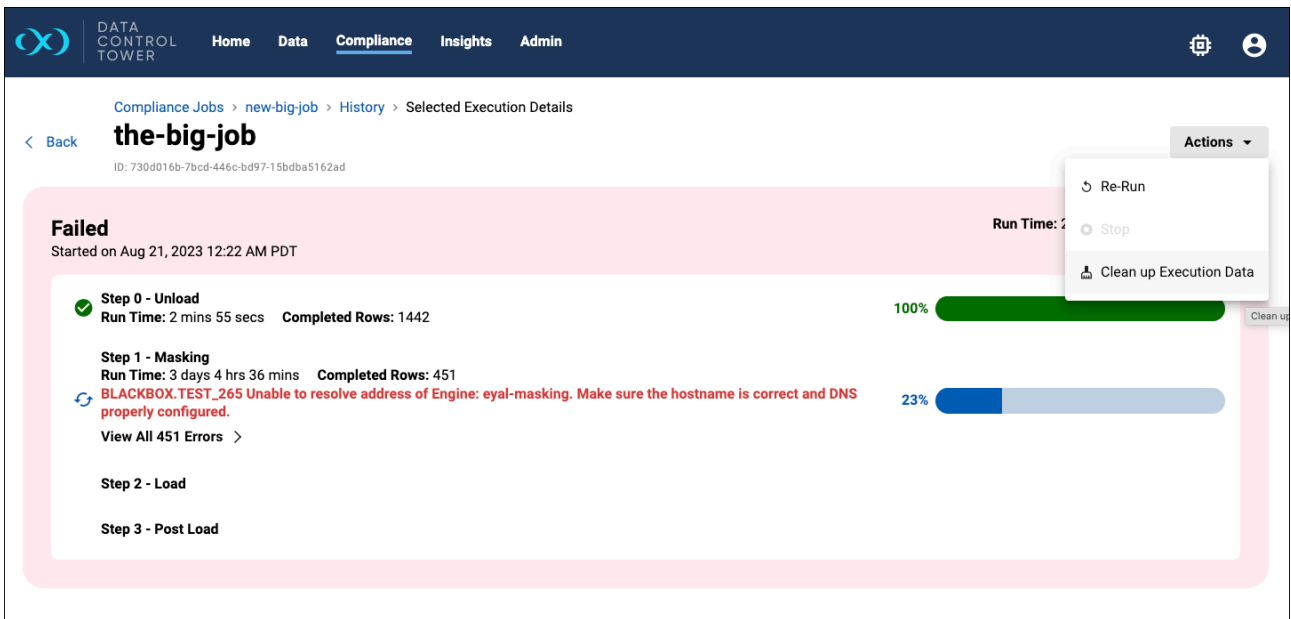 DATA
CONTROL
TOWER
Home Data Compliance Insights Admin
Compliance Jobs > new-big-job > History > Selected Execution Details
< Back
the-big-job
ID: 730d016b-7bcd-446c-bd97-15bdba5162ad
Actions
Re-Run
Stop
Clean up Execution Data
Clean up
Failed
Run Time:
Started on Aug 21, 2023 12:22 AM PDT
Step 0 - Unload
Run Time: 2 mins 55 secs Completed Rows: 1442
100%
Step 1 - Masking
Run Time: 3 days 4 hrs 36 mins Completed Rows: 451
BLACKBOX.TEST_265 Unable to resolve address of Engine: eyal-masking. Make sure the hostname is correct and DNS
properly configured.
23%
View All 451 Errors >
Step 2 - Load
Step 3 - Post Load